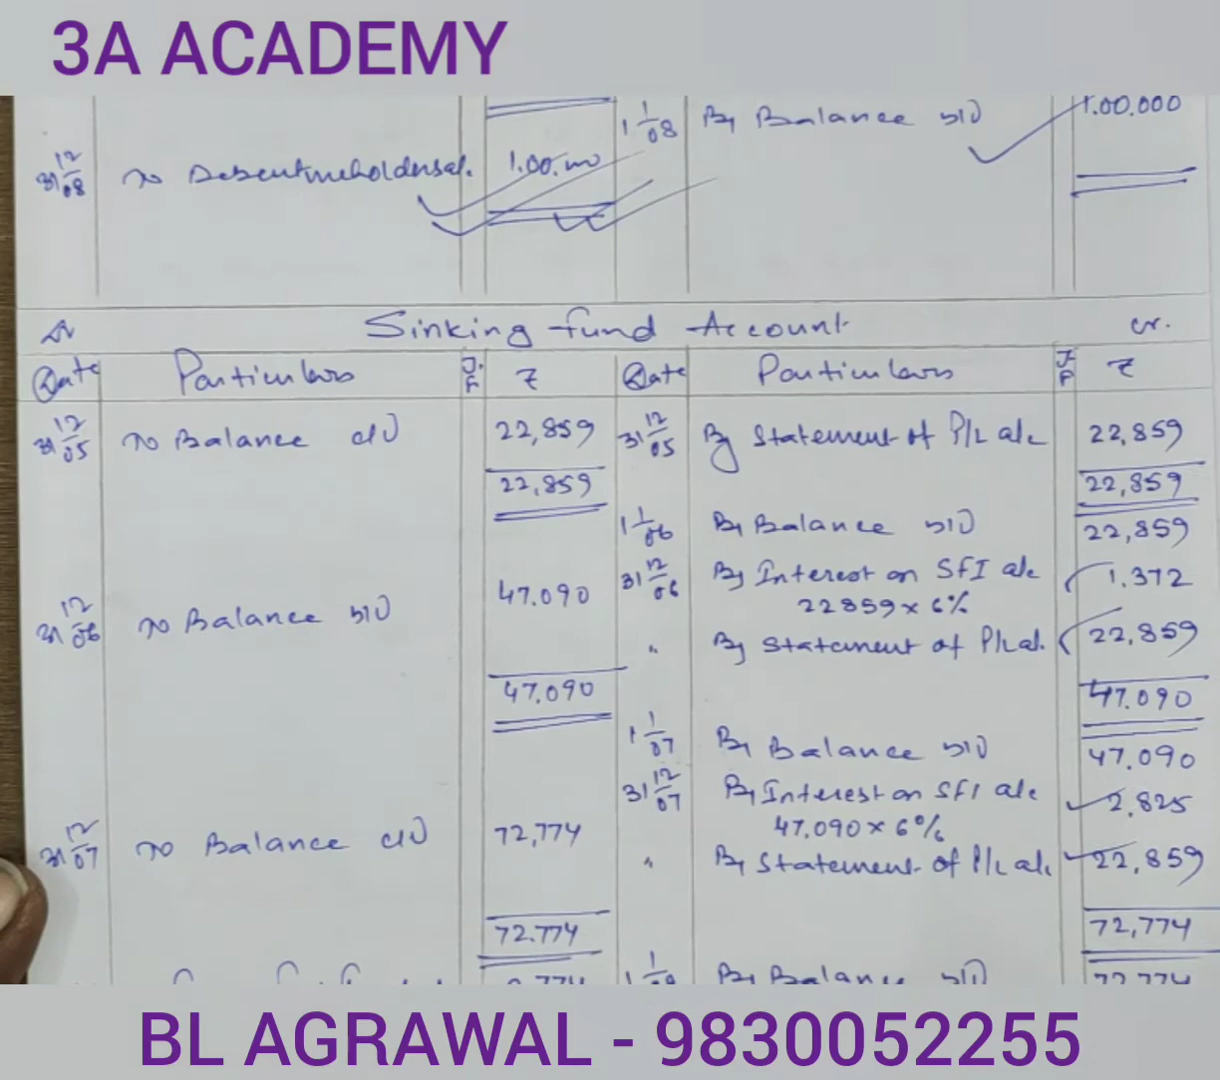 3A ACADEMY
1/1/08 By Balance b/d 1.00.000
31/12/08 To Debentureholders a/c. 1.00.000
Dr Sinking fund Account cr.
Date Particulars J.F ₹ Date Particulars J.F ₹
31/12/05 To Balance c/d 22,859 31/12/05 By Statement of P/L a/c 22,859
22,859 22,859
1/1/06 By Balance b/d 22,859
31/12/06 To Balance b/d 47.090 31/12/06 By Interest on SFI a/c 1.372
22859 x 6%
" By Statement of P/L a/c. 22,859
47.090 47.090
1/1/07 By Balance b/d 47.090
31/12/07 By Interest on SFI a/c 2.825
47.090 x 6%
31/12/07 To Balance c/d 72,774 " By Statement of P/L a/c 22,859
72.774 72,774
By Balance b/d 72 774
BL AGRAWAL - 9830052255